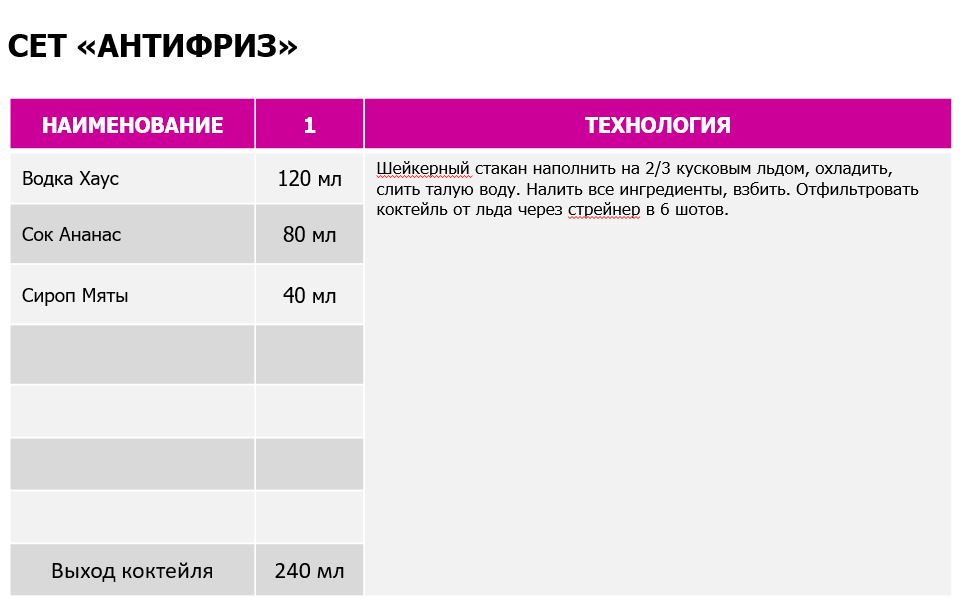 СЕТ «АНТИФРИЗ»
НАИМЕНОВАНИЕ 1 ТЕХНОЛОГИЯ
Водка Хаус 120 мл
Шейкерный стакан наполнить на 2/3 кусковым льдом, охладить,
слить талую воду. Налить все ингредиенты, взбить. Отфильтровать
коктейль от льда через стрейнер в 6 шотов.
Сок Ананас 80 мл
Сироп Мяты 40 мл
Выход коктейля 240 мл